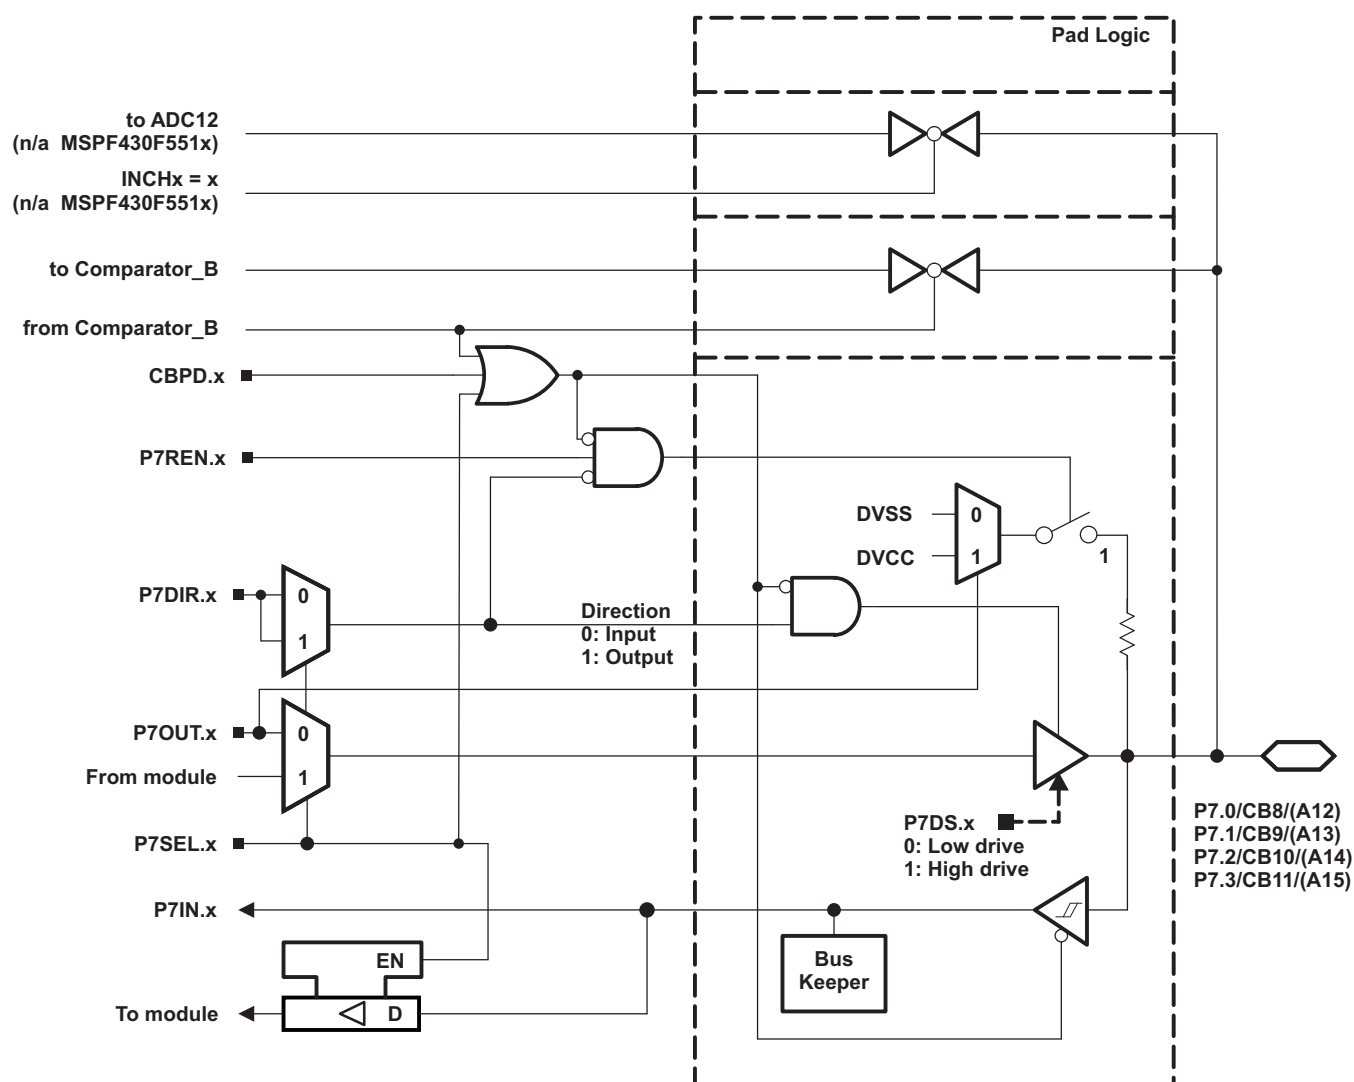 Pad Logic
to ADC12
(n/a MSPF430F551x)
INCHx = x
(n/a MSPF430F551x)
to Comparator_B
from Comparator_B
CBPD.x
P7REN.x
DVSS
0
DVCC
1
1
P7DIR.x
0
1
Direction
0: Input
1: Output
P7OUT.x
0
From module
1
P7DS.x
0: Low drive
1: High drive
P7.0/CB8/(A12)
P7.1/CB9/(A13)
P7.2/CB10/(A14)
P7.3/CB11/(A15)
P7SEL.x
P7IN.x
EN
Bus
Keeper
To module
D